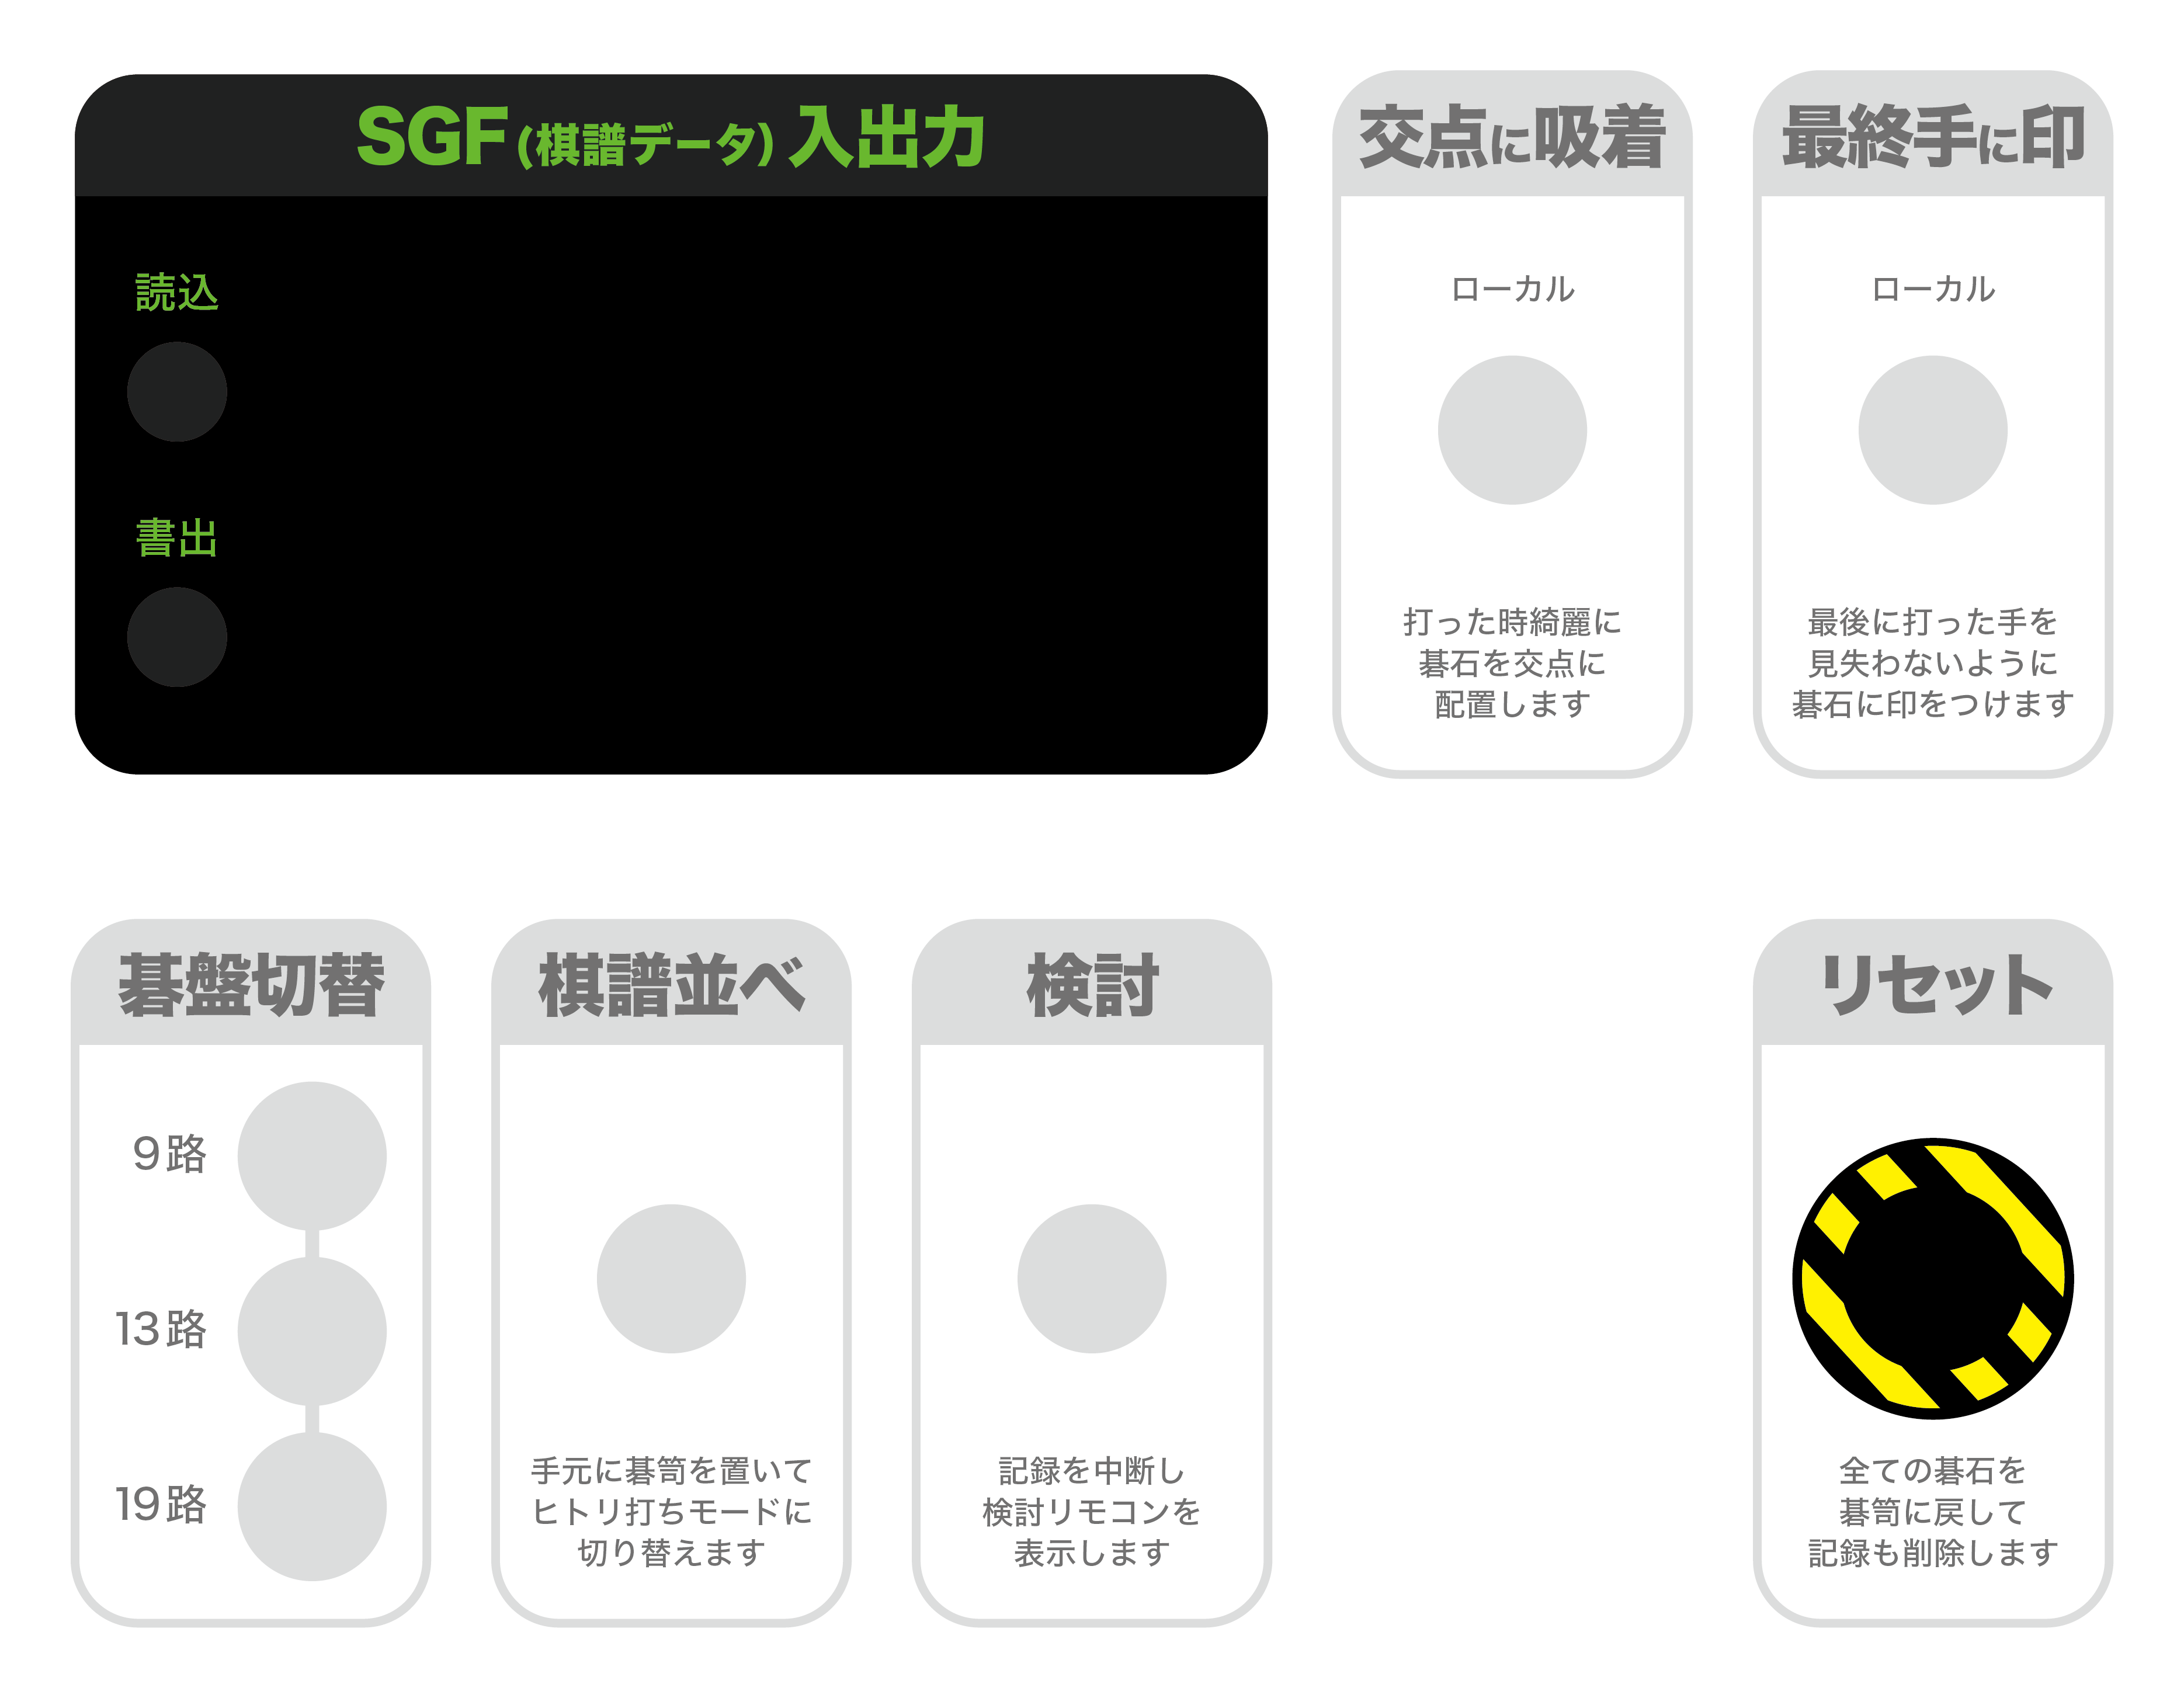 SGF(棋譜データ)入出力
読込
書出
交点に吸着
ローカル
打った時綺麗に
碁石を交点に
配置します
最終手に印
ローカル
最後に打った手を
見失わないように
碁石に印をつけます
碁盤切替
9路
13路
19路
棋譜並べ
手元に碁笥を置いて
ヒトリ打ちモードに
切り替えます
検討
記録を中断し
検討リモコンを
表示します
リセット
全ての碁石を
碁笥に戻して
記録も削除します